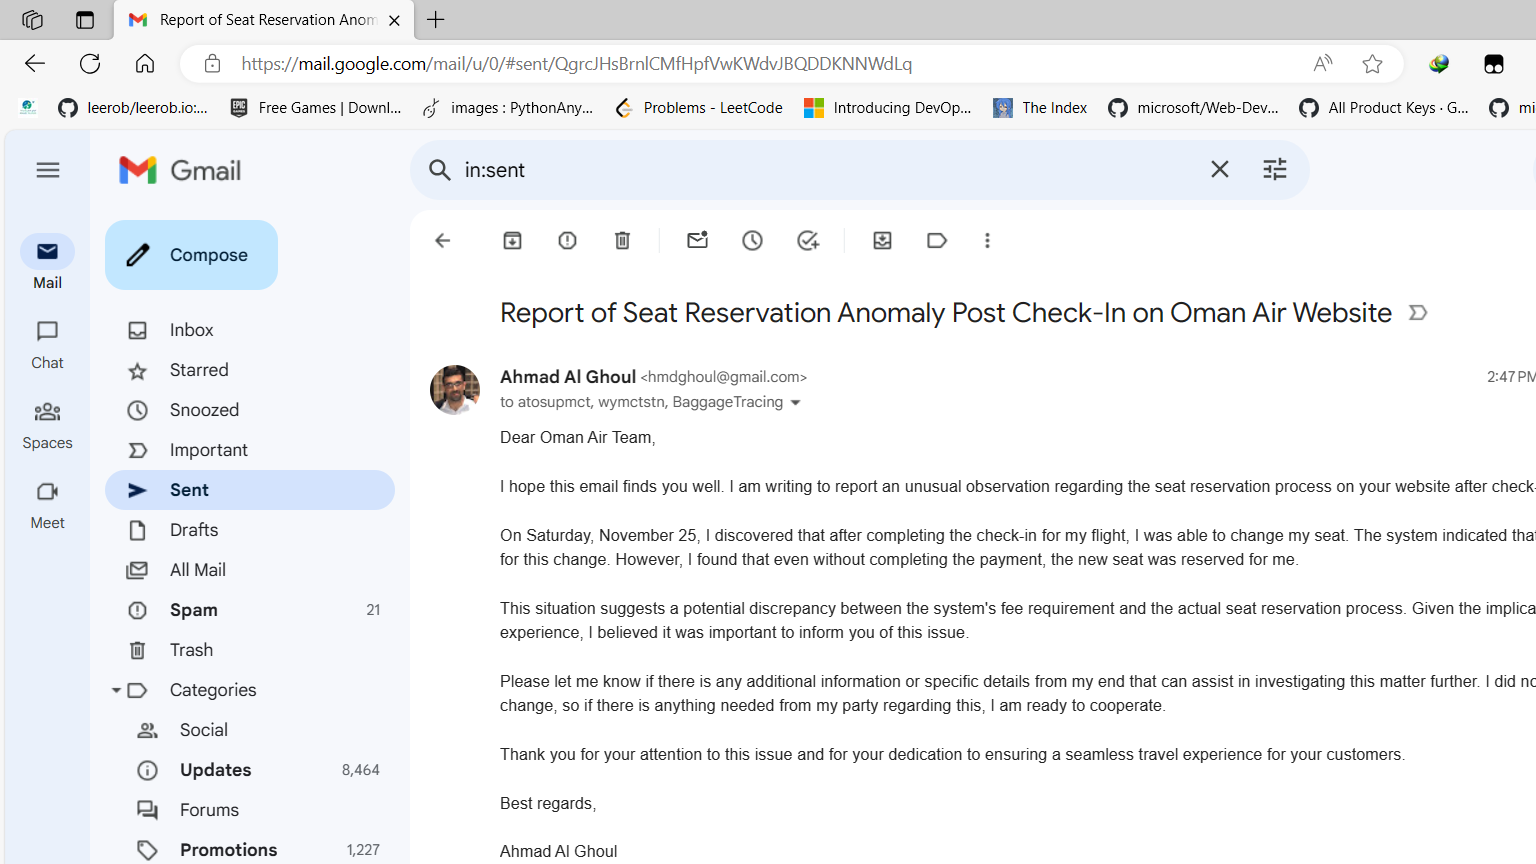 Report of Seat Reservation Anom
https://mail.google.com/mail/u/0/#sent/QgrcJHsBrnlCMfHpfVwKWdvJBQDDKNNWdLq
leerob/leerob.io:...
EPIC
GAMES
Free Games | Downl...
images : PythonAny...
Problems - LeetCode
Introducing DevOp...
The Index
microsoft/Web-Dev...
All Product Keys · G...
mi
Gmail
in:sent
Compose
Mail
Chat
Spaces
Meet
Inbox
Starred
Snoozed
Important
Sent
Drafts
All Mail
Spam 21
Trash
Categories
Social
Updates 8,464
Forums
Promotions 1,227
Report of Seat Reservation Anomaly Post Check-In on Oman Air Website
Ahmad Al Ghoul <hmdghoul@gmail.com>
2:47 PM
to atosupmct, wymctstn, BaggageTracing
Dear Oman Air Team,
I hope this email finds you well. I am writing to report an unusual observation regarding the seat reservation process on your website after check-
On Saturday, November 25, I discovered that after completing the check-in for my flight, I was able to change my seat. The system indicated that
for this change. However, I found that even without completing the payment, the new seat was reserved for me.
This situation suggests a potential discrepancy between the system's fee requirement and the actual seat reservation process. Given the implica
experience, I believed it was important to inform you of this issue.
Please let me know if there is any additional information or specific details from my end that can assist in investigating this matter further. I did no
change, so if there is anything needed from my party regarding this, I am ready to cooperate.
Thank you for your attention to this issue and for your dedication to ensuring a seamless travel experience for your customers.
Best regards,
Ahmad Al Ghoul